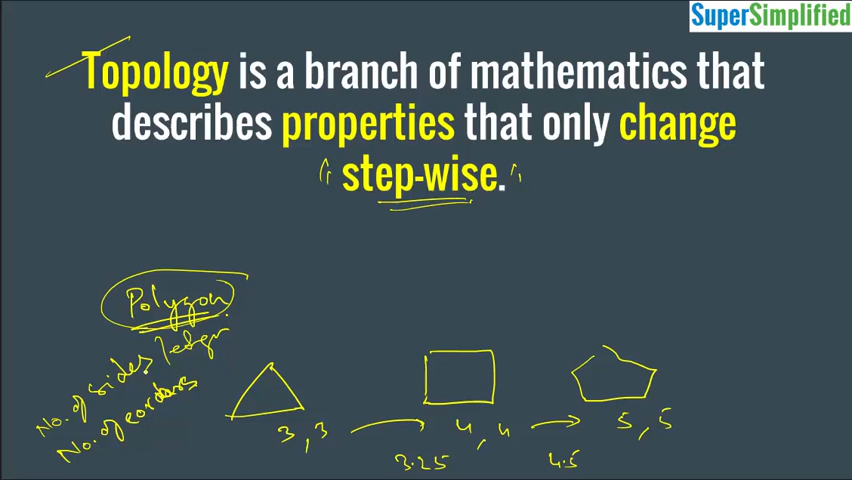 SuperSimplified
Topology is a branch of mathematics that
describes properties that only change
"step-wise."
Polygon
Integer
No. of sides
No. of corners
3, 3
4, 4
5, 5
3.25
4.5